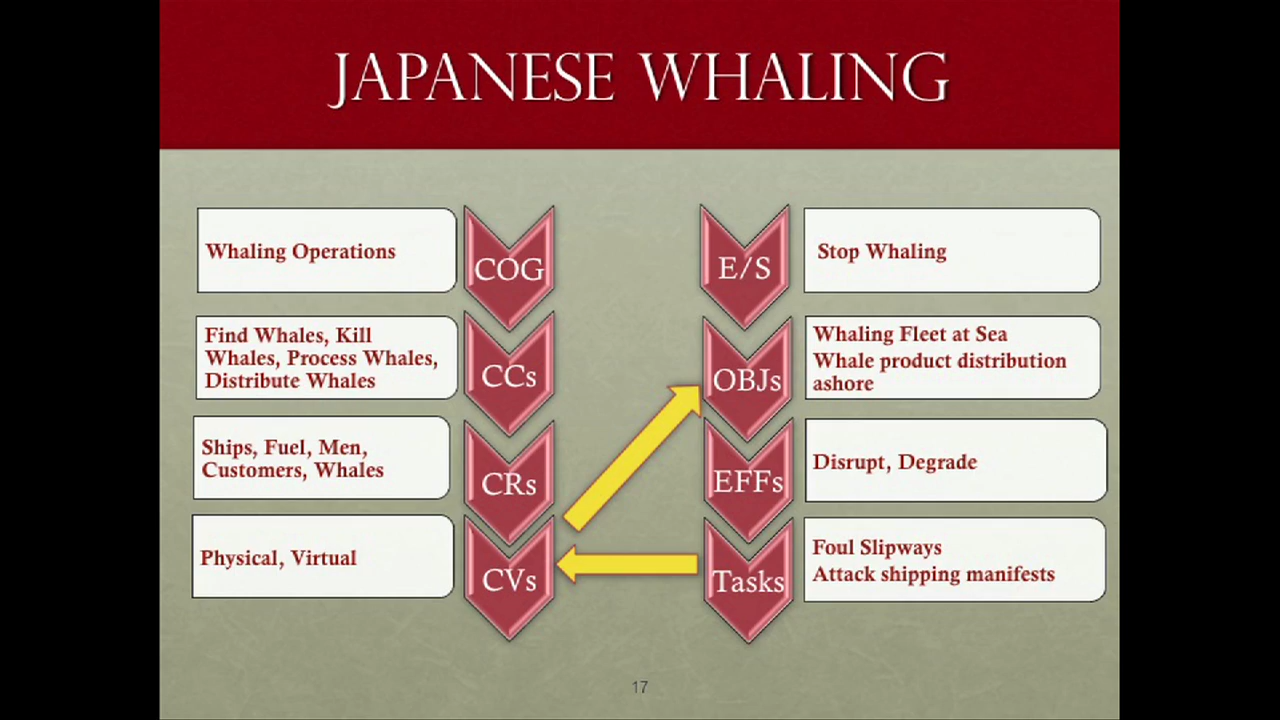 JAPANESE WHALING
Whaling Operations
COG
Find Whales, Kill
Whales, Process Whales,
Distribute Whales
CCs
Ships, Fuel, Men,
Customers, Whales
CRs
Physical, Virtual
CVs
E/S
Stop Whaling
OBJs
Whaling Fleet at Sea
Whale product distribution
ashore
EFFs
Disrupt, Degrade
Tasks
Foul Slipways
Attack shipping manifests
17